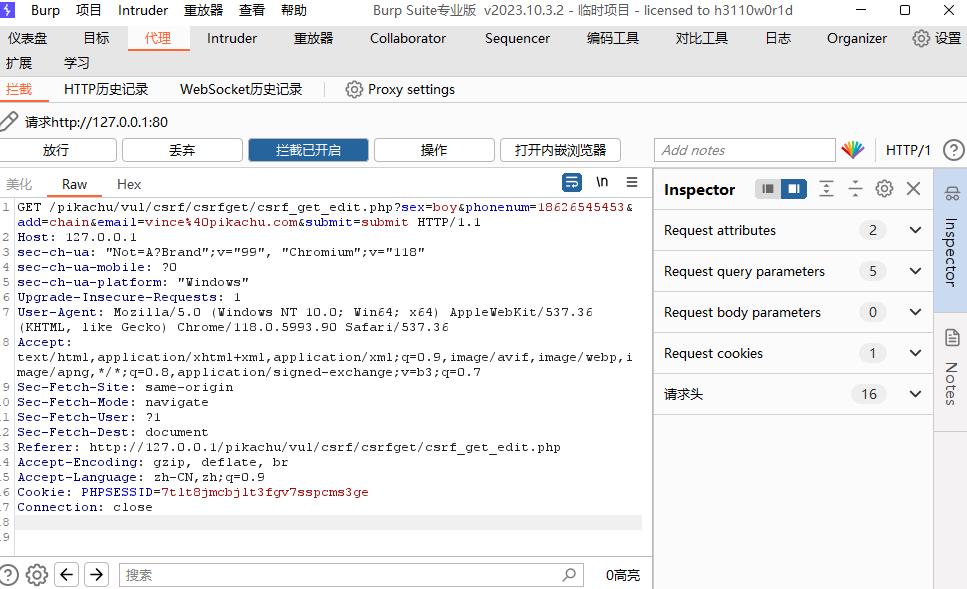 Burp 项目 Intruder 重放器 查看 帮助 Burp Suite专业版 v2023.10.3.2 - 临时项目 - licensed to h3110w0r1d
仪表盘 目标 代理 Intruder 重放器 Collaborator Sequencer 编码工具 对比工具 日志 Organizer 设置
扩展 学习
拦截 HTTP历史记录 WebSocket历史记录 Proxy settings
请求http://127.0.0.1:80
放行 丢弃 拦截已开启 操作 打开内嵌浏览器 Add notes HTTP/1 ?
美化 Raw Hex \n
1 GET /pikachu/vul/csrf/csrfget/csrf_get_edit.php?sex=boy&phonenum=18626545453&
add=chain&email=vince%40pikachu.com&submit=submit HTTP/1.1
2 Host: 127.0.0.1
3 sec-ch-ua: "Not=A?Brand";v="99", "Chromium";v="118"
4 sec-ch-ua-mobile: ?0
5 sec-ch-ua-platform: "Windows"
6 Upgrade-Insecure-Requests: 1
7 User-Agent: Mozilla/5.0 (Windows NT 10.0; Win64; x64) AppleWebKit/537.36
(KHTML, like Gecko) Chrome/118.0.5993.90 Safari/537.36
8 Accept:
text/html,application/xhtml+xml,application/xml;q=0.9,image/avif,image/webp,i
mage/apng,*/*;q=0.8,application/signed-exchange;v=b3;q=0.7
9 Sec-Fetch-Site: same-origin
0 Sec-Fetch-Mode: navigate
1 Sec-Fetch-User: ?1
2 Sec-Fetch-Dest: document
3 Referer: http://127.0.0.1/pikachu/vul/csrf/csrfget/csrf_get_edit.php
4 Accept-Encoding: gzip, deflate, br
5 Accept-Language: zh-CN,zh;q=0.9
6 Cookie: PHPSESSID=7tlt8jmcbjlt3fgv7sspcms3ge
7 Connection: close
8
9
? 搜索 0高亮
Inspector
Request attributes 2
Request query parameters 5
Request body parameters 0
Request cookies 1
请求头 16
Inspector
Notes